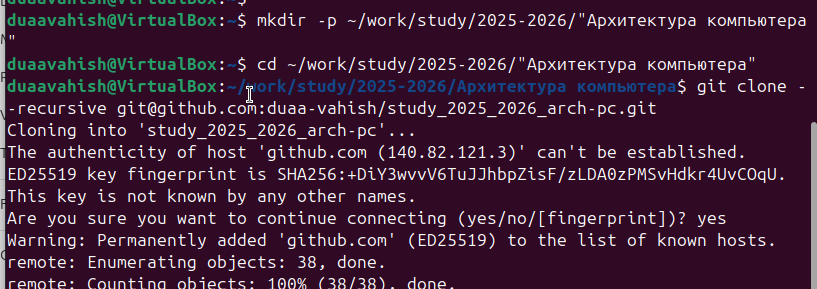 duaavahish@VirtualBox:~$ mkdir -p ~/work/study/2025-2026/"Архитектура компьютера
"
duaavahish@VirtualBox:~$ cd ~/work/study/2025-2026/"Архитектура компьютера"
duaavahish@VirtualBox:~/work/study/2025-2026/Архитектура компьютера$ git clone -
-recursive git@github.com:duaa-vahish/study_2025_2026_arch-pc.git
Cloning into 'study_2025_2026_arch-pc'...
The authenticity of host 'github.com (140.82.121.3)' can't be established.
ED25519 key fingerprint is SHA256:+DiY3wvvV6TuJJhbpZisF/zLDA0zPMSvHdkr4UvCOqU.
This key is not known by any other names.
Are you sure you want to continue connecting (yes/no/[fingerprint])? yes
Warning: Permanently added 'github.com' (ED25519) to the list of known hosts.
remote: Enumerating objects: 38, done.
remote: Counting objects: 100% (38/38), done.